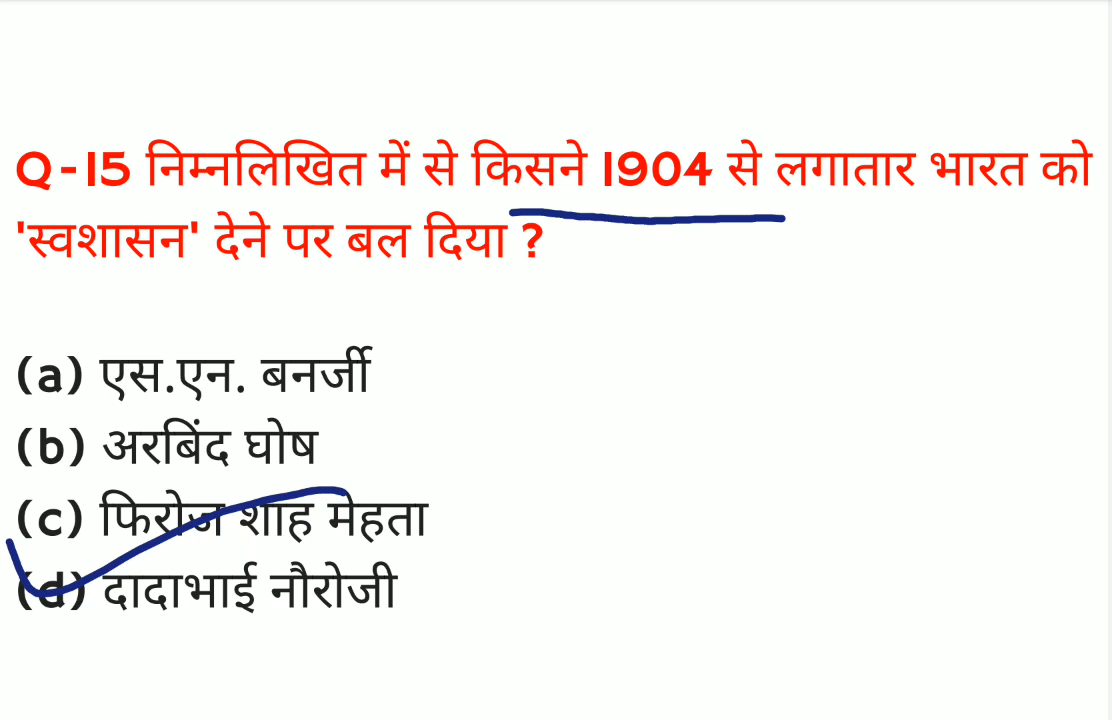 Q-15 निम्नलिखित में से किसने 1904 से लगातार भारत को
'स्वशासन' देने पर बल दिया ?
(a) एस.एन. बनर्जी
(b) अरबिंद घोष
(c) फिरोज शाह मेहता
(d) दादाभाई नौरोजी